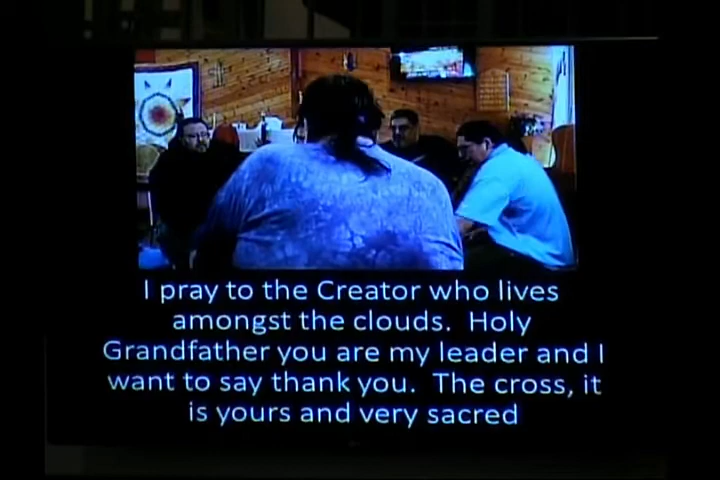 I pray to the Creator who lives
amongst the clouds.  Holy
Grandfather you are my leader and I
want to say thank you.  The cross, it
is yours and very sacred